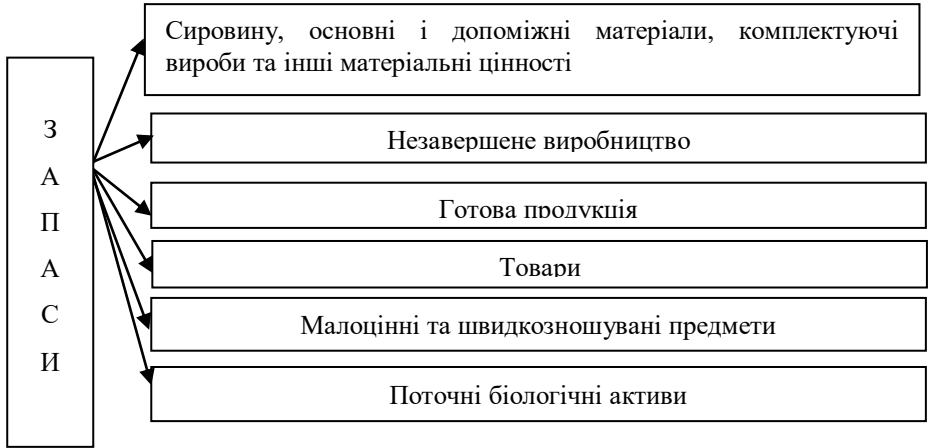 ЗАПАСИ
Сировину, основні і допоміжні матеріали, комплектуючі
вироби та інші матеріальні цінності
Незавершене виробництво
Готова продукція
Товари
Малоцінні та швидкозношувані предмети
Поточні біологічні активи